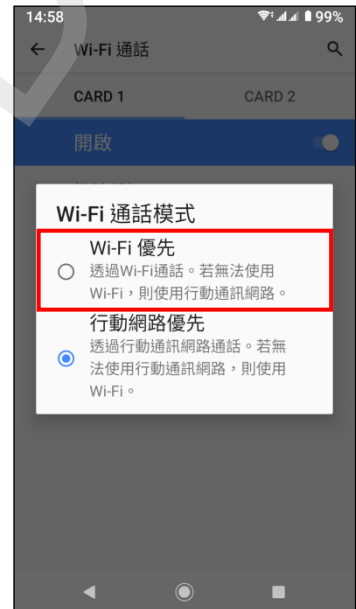 14:58 99%
Wi-Fi 通話
CARD 1 CARD 2
開啟
Wi-Fi 通話模式
Wi-Fi 優先
透過Wi-Fi通話。若無法使用
Wi-Fi，則使用行動通訊網路。
行動網路優先
透過行動通訊網路通話。若無
法使用行動通訊網路，則使用
Wi-Fi。